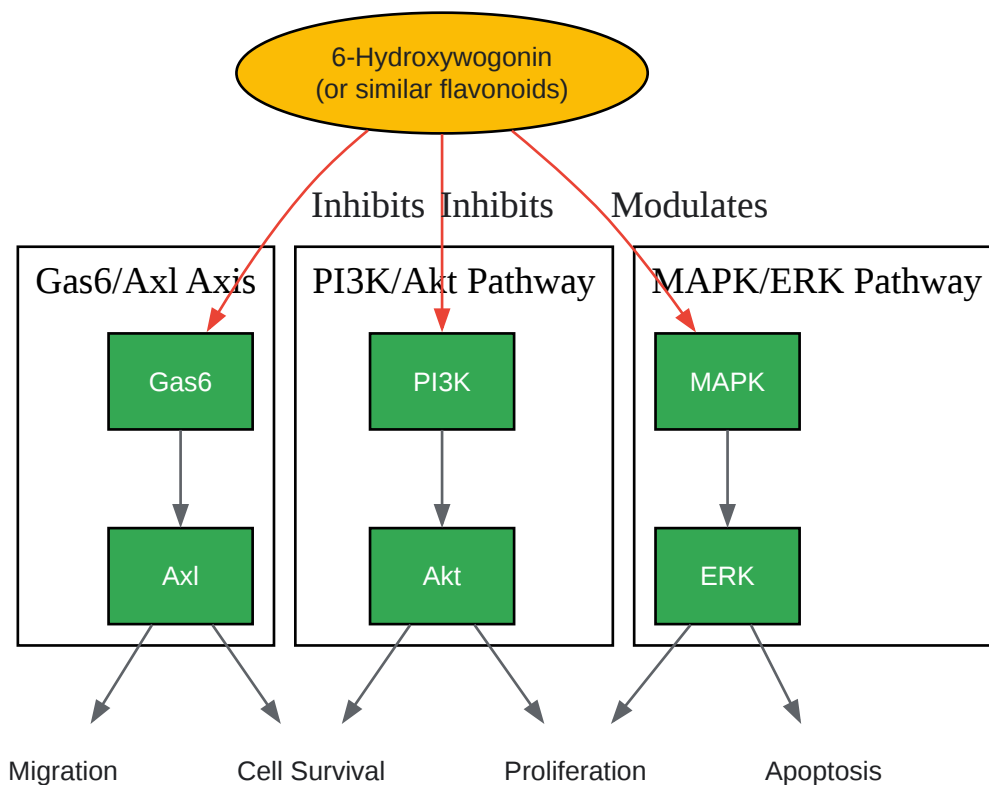 6-Hydroxywogonin
(or similar flavonoids)
Inhibits
Inhibits
Modulates
Gas6/Axl Axis
PI3K/Akt Pathway
MAPK/ERK Pathway
Gas6
PI3K
MAPK
Axl
Akt
ERK
Migration
Cell Survival
Proliferation
Apoptosis